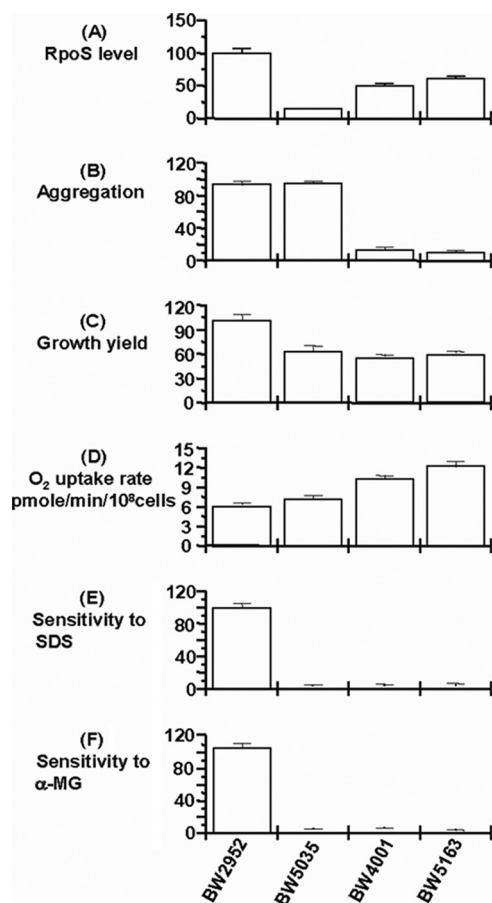 (A)
RpoS level
150
100
50
0
(B)
Aggregation
120
80
40
0
(C)
Growth yield
120
90
60
30
0
(D)
O₂ uptake rate
pmole/min/10⁸cells
15
12
9
6
3
0
(E)
Sensitivity to
SDS
120
80
40
0
(F)
Sensitivity to
α-MG
120
80
40
0
BW2952
BW5035
BW4001
BW5163